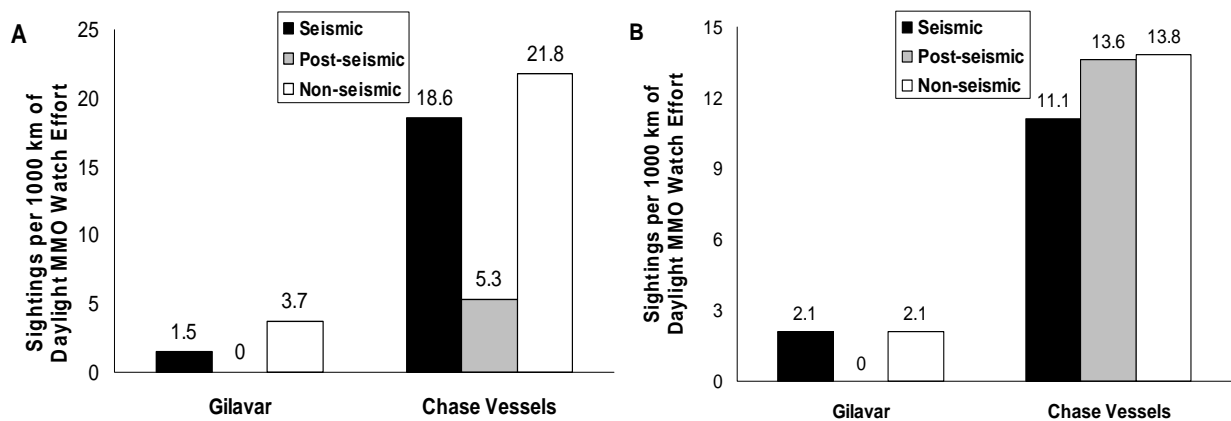 A
Sightings per 1000 km of
Daylight MMO Watch Effort
25
20
15
10
5
0
Seismic
Post-seismic
Non-seismic
1.5
0
3.7
18.6
5.3
21.8
Gilavar
Chase Vessels
B
Sightings per 1000 km of
Daylight MMO Watch Effort
15
12
9
6
3
0
Seismic
Post-seismic
Non-seismic
2.1
0
2.1
11.1
13.6
13.8
Gilavar
Chase Vessels